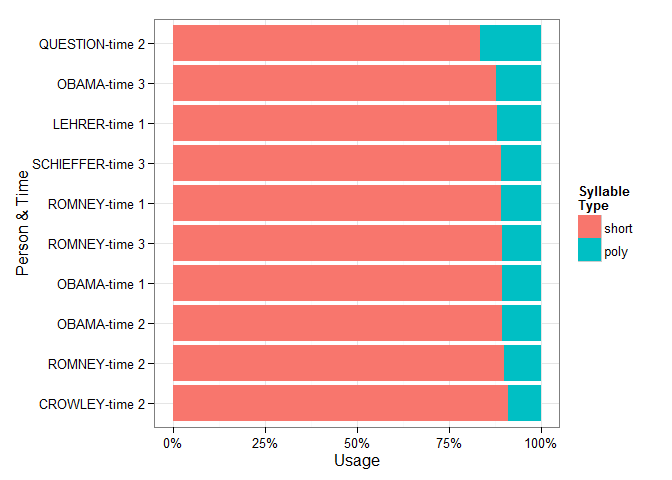 QUESTION-time 2
OBAMA-time 3
LEHRER-time 1
SCHIEFFER-time 3
ROMNEY-time 1
ROMNEY-time 3
OBAMA-time 1
OBAMA-time 2
ROMNEY-time 2
CROWLEY-time 2
Person & Time
0% 25% 50% 75% 100%
Usage
Syllable
Type
short
poly